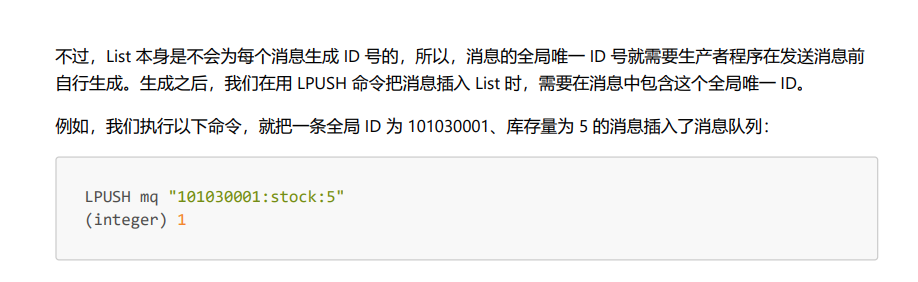 不过，List 本身是不会为每个消息生成 ID 号的，所以，消息的全局唯一 ID 号就需要生产者程序在发送消息前
自行生成。生成之后，我们在用 LPUSH 命令把消息插入 List 时，需要在消息中包含这个全局唯一 ID。
例如，我们执行以下命令，就把一条全局 ID 为 101030001、库存量为 5 的消息插入了消息队列：
LPUSH mq "101030001:stock:5"
(integer) 1